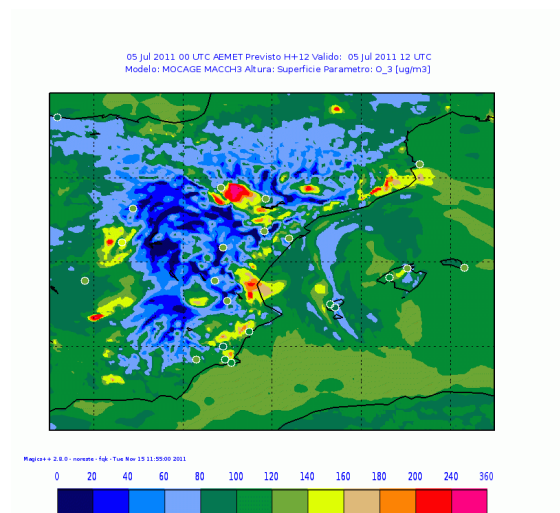 05 Jul 2011 00 UTC AEMET Previsto H+12 Valido: 05 Jul 2011 12 UTC
Modelo: MOCAGE MACCH3 Altura: Superficie Parametro: O_3 [ug/m3]
Magics++ 2.8.0 - noreste - fqk - Tue Nov 15 11:55:00 2011
0 20 40 60 80 100 120 140 160 180 200 240 360